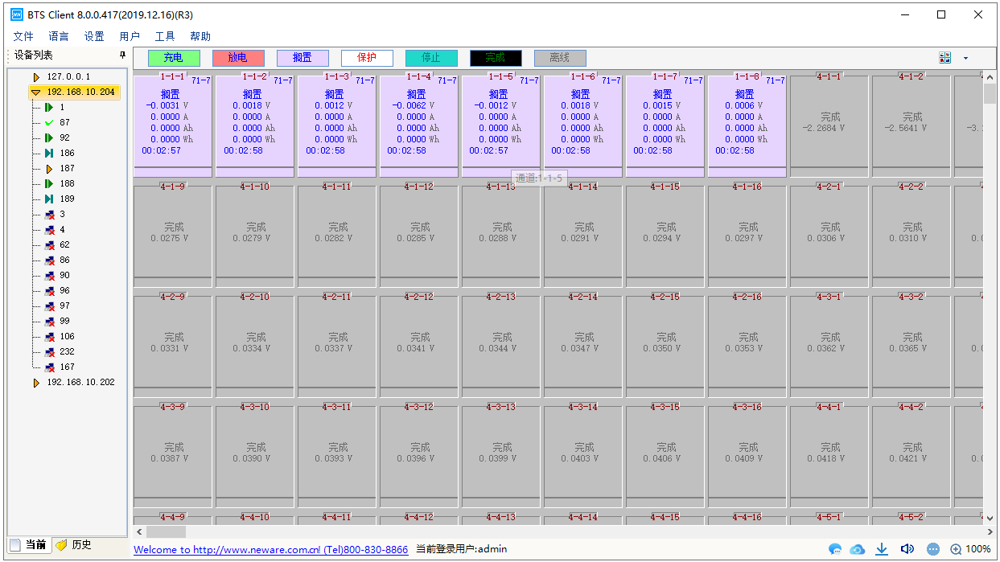 BTS Client 8.0.0.417(2019.12.16)(R3)
文件 语言 设置 用户 工具 帮助
设备列表
充电 放电 搁置 保护 停止 完成 离线
127.0.0.1
192.168.10.204
1
87
92
186
187
188
189
3
4
62
86
90
96
97
99
106
232
167
192.168.10.202
1-1-1 71-7 1-1-2 71-7 1-1-3 71-7 1-1-4 71-7 1-1-5 71-7 1-1-6 71-7 1-1-7 71-7 1-1-8 71-7 4-1-1 4-1-2
搁置 搁置 搁置 搁置 搁置 搁置 搁置 搁置
-0.0031 V 0.0018 V 0.0012 V -0.0062 V -0.0012 V 0.0018 V 0.0015 V 0.0006 V
0.0000 A 0.0000 A 0.0000 A 0.0000 A 0.0000 A 0.0000 A 0.0000 A 0.0000 A 完成 完成
0.0000 Ah 0.0000 Ah 0.0000 Ah 0.0000 Ah 0.0000 Ah 0.0000 Ah 0.0000 Ah 0.0000 Ah -2.2684 V -2.5641 V
0.0000 Wh 0.0000 Wh 0.0000 Wh 0.0000 Wh 0.0000 Wh 0.0000 Wh 0.0000 Wh 0.0000 Wh
00:02:57 00:02:58 00:02:58 00:02:58 00:02:57 00:02:58 00:02:58 00:02:58
通道:1-1-5
4-1-9 4-1-10 4-1-11 4-1-12 4-1-13 4-1-14 4-1-15 4-1-16 4-2-1 4-2-2
完成 完成 完成 完成 完成 完成 完成 完成 完成 完成
0.0275 V 0.0279 V 0.0282 V 0.0285 V 0.0288 V 0.0291 V 0.0294 V 0.0297 V 0.0306 V 0.0310 V
4-2-9 4-2-10 4-2-11 4-2-12 4-2-13 4-2-14 4-2-15 4-2-16 4-3-1 4-3-2
完成 完成 完成 完成 完成 完成 完成 完成 完成 完成
0.0331 V 0.0334 V 0.0337 V 0.0341 V 0.0344 V 0.0347 V 0.0350 V 0.0353 V 0.0362 V 0.0365 V
4-3-9 4-3-10 4-3-11 4-3-12 4-3-13 4-3-14 4-3-15 4-3-16 4-4-1 4-4-2
完成 完成 完成 完成 完成 完成 完成 完成 完成 完成
0.0387 V 0.0390 V 0.0393 V 0.0396 V 0.0399 V 0.0403 V 0.0406 V 0.0409 V 0.0418 V 0.0421 V
4-4-9 4-4-10 4-4-11 4-4-12 4-4-13 4-4-14 4-4-15 4-4-16 4-5-1 4-5-2
当前 历史
Welcome to http://www.neware.com.cn! (Tel)800-830-8866 当前登录用户:admin 100%